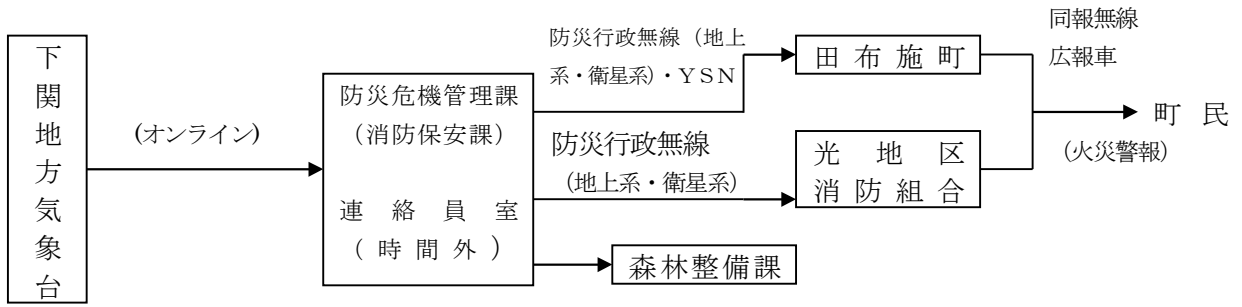 下関地方気象台
(オンライン)
防災危機管理課
（消防保安課）
連絡員室
（時間外）
防災行政無線（地上
系・衛星系）・ＹＳＮ
防災行政無線
（地上系・衛星系）
田布施町
光地区
消防組合
森林整備課
同報無線
広報車
町民
（火災警報）